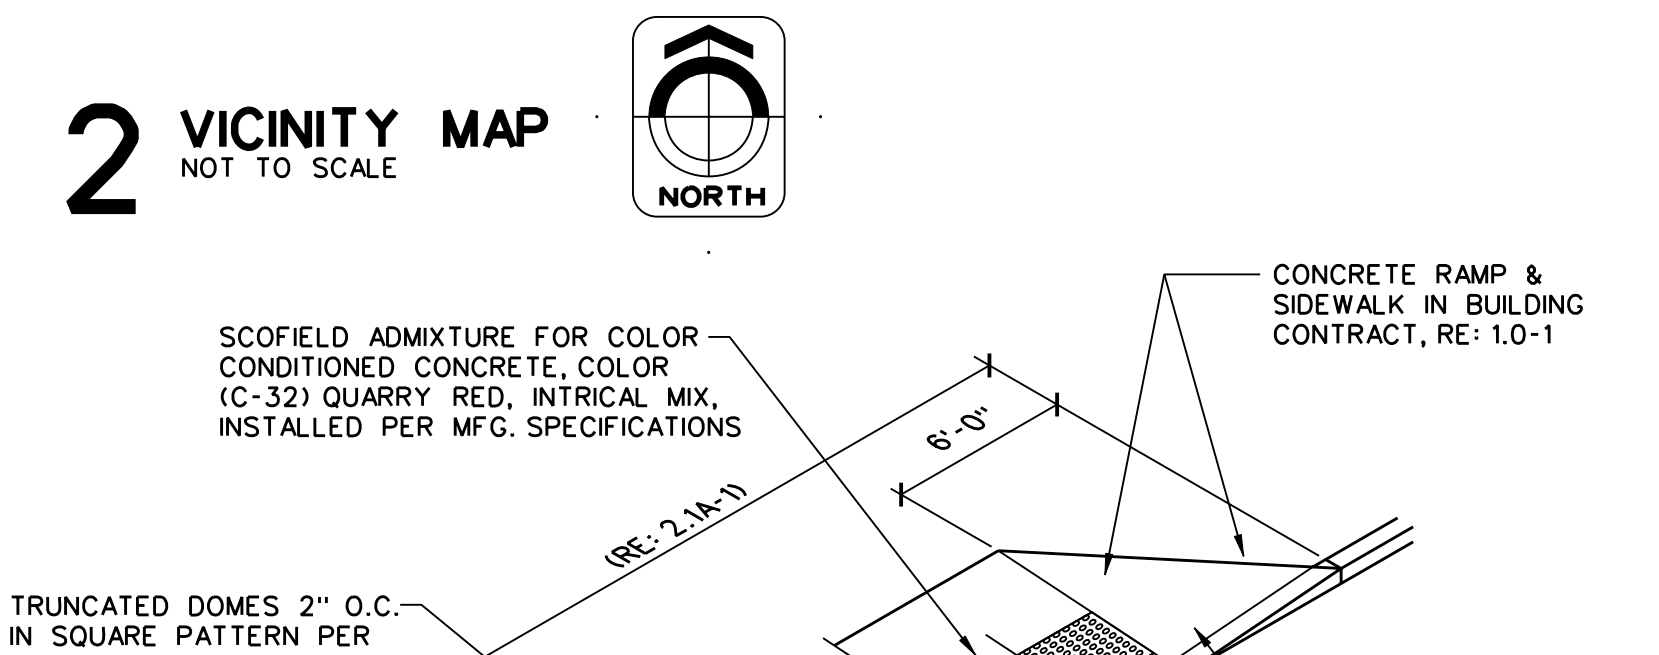 2 VICINITY MAP
NOT TO SCALE
NORTH
CONCRETE RAMP &
SIDEWALK IN BUILDING
CONTRACT, RE: 1.0-1
SCOFIELD ADMIXTURE FOR COLOR
CONDITIONED CONCRETE, COLOR
(C-32) QUARRY RED, INTRICAL MIX,
INSTALLED PER MFG. SPECIFICATIONS
6'-0"
(RE: 2.1A-1)
TRUNCATED DOMES 2" O.C.
IN SQUARE PATTERN PER